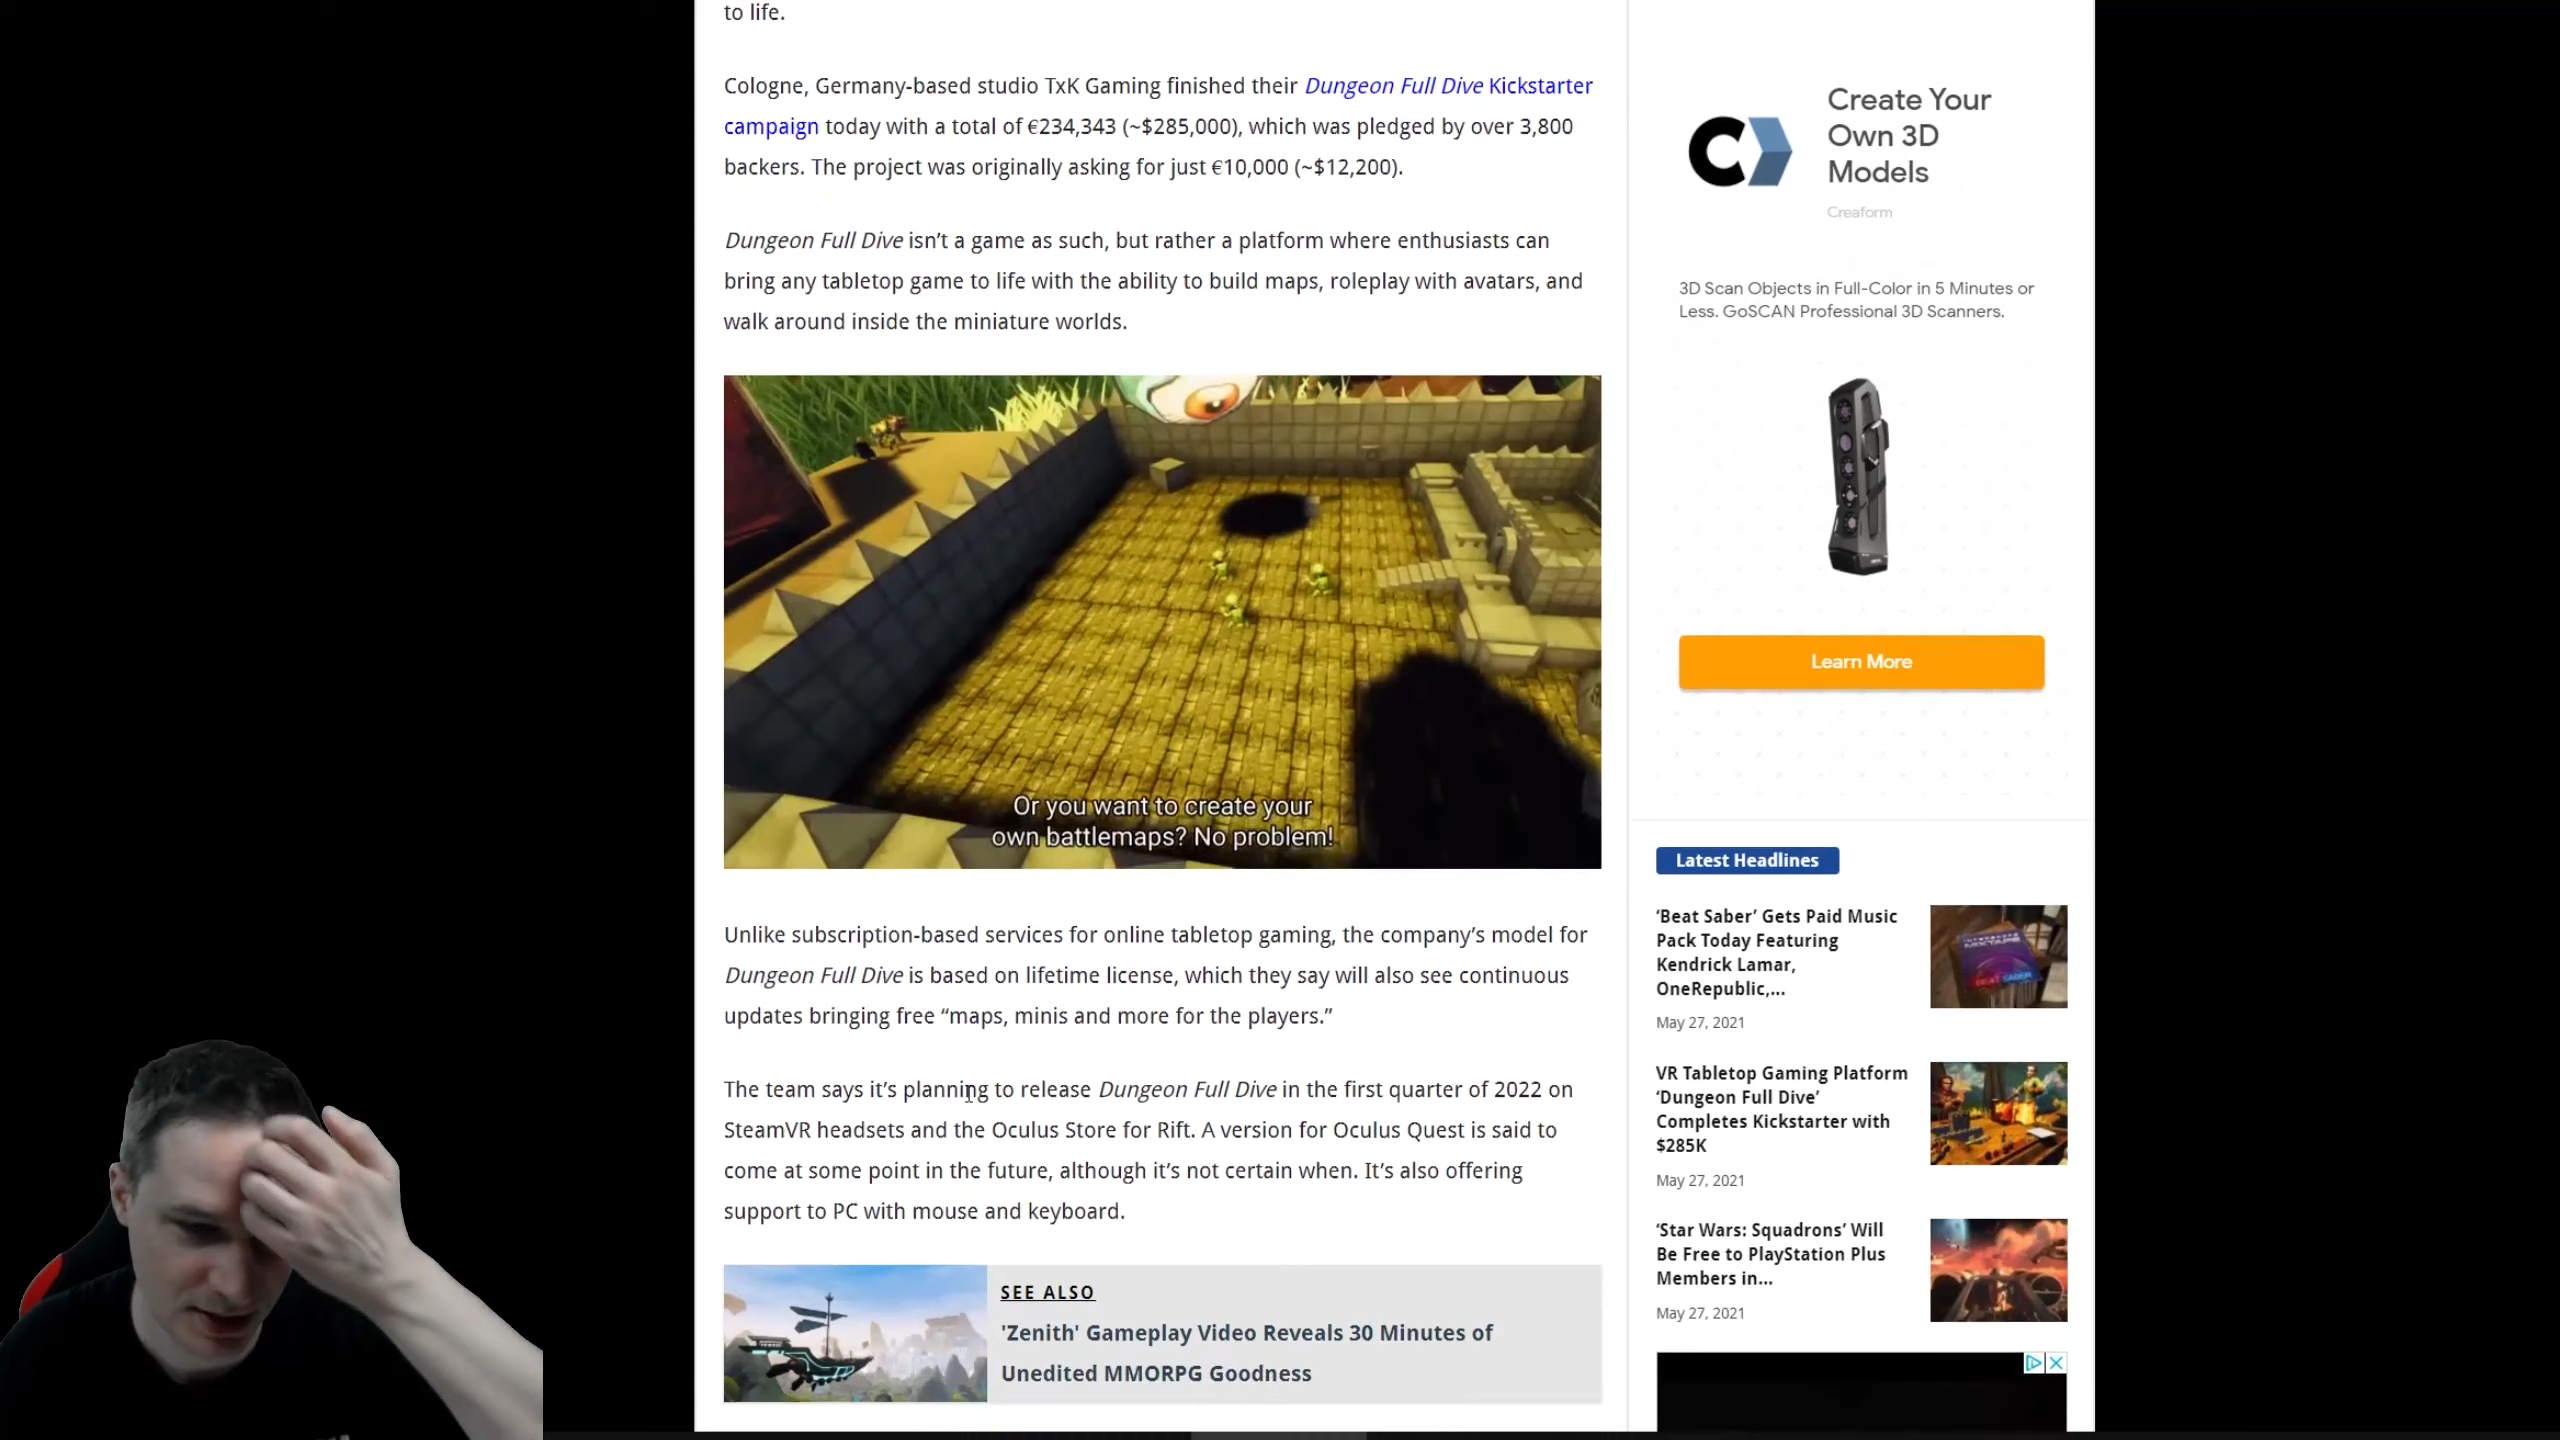 to life.
Cologne, Germany-based studio TxK Gaming finished their Dungeon Full Dive Kickstarter
campaign today with a total of €234,343 (~$285,000), which was pledged by over 3,800
backers. The project was originally asking for just €10,000 (~$12,200).
Dungeon Full Dive isn’t a game as such, but rather a platform where enthusiasts can
bring any tabletop game to life with the ability to build maps, roleplay with avatars, and
walk around inside the miniature worlds.
Or you want to create your
own battlemaps? No problem!
Unlike subscription-based services for online tabletop gaming, the company’s model for
Dungeon Full Dive is based on lifetime license, which they say will also see continuous
updates bringing free “maps, minis and more for the players.”
The team says it’s planning to release Dungeon Full Dive in the first quarter of 2022 on
SteamVR headsets and the Oculus Store for Rift. A version for Oculus Quest is said to
come at some point in the future, although it’s not certain when. It’s also offering
support to PC with mouse and keyboard.
SEE ALSO
'Zenith' Gameplay Video Reveals 30 Minutes of
Unedited MMORPG Goodness
Create Your
Own 3D
Models
Creaform
3D Scan Objects in Full-Color in 5 Minutes or
Less. GoSCAN Professional 3D Scanners.
Learn More
Latest Headlines
‘Beat Saber’ Gets Paid Music
Pack Today Featuring
Kendrick Lamar,
OneRepublic,...
May 27, 2021
MIXTAPE
BEAT SABER
VR Tabletop Gaming Platform
‘Dungeon Full Dive’
Completes Kickstarter with
$285K
May 27, 2021
‘Star Wars: Squadrons’ Will
Be Free to PlayStation Plus
Members in...
May 27, 2021